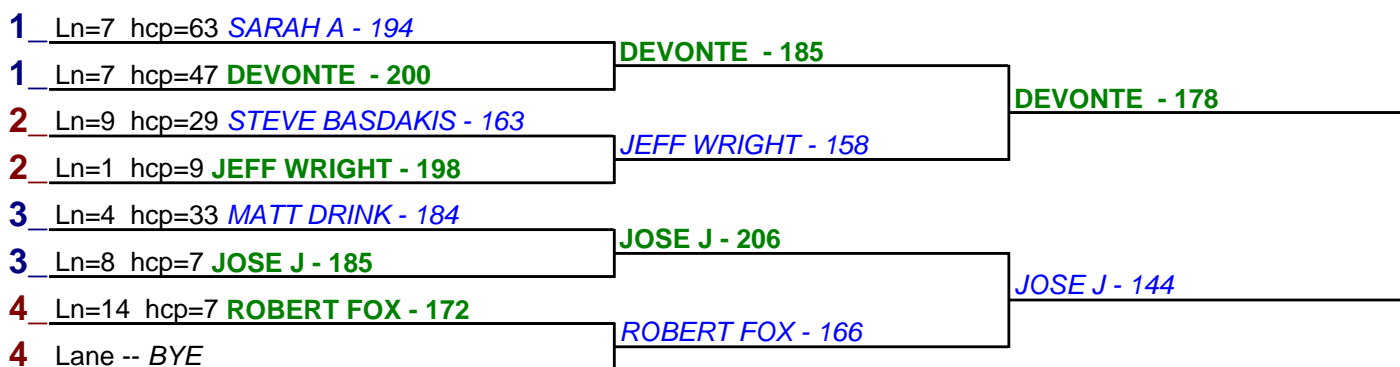 1_ Ln=7 hcp=63 SARAH A - 194
DEVONTE - 185
1_ Ln=7 hcp=47 DEVONTE - 200
DEVONTE - 178
2_ Ln=9 hcp=29 STEVE BASDAKIS - 163
JEFF WRIGHT - 158
2_ Ln=1 hcp=9 JEFF WRIGHT - 198
3_ Ln=4 hcp=33 MATT DRINK - 184
JOSE J - 206
3_ Ln=8 hcp=7 JOSE J - 185
JOSE J - 144
4_ Ln=14 hcp=7 ROBERT FOX - 172
ROBERT FOX - 166
4 Lane -- BYE